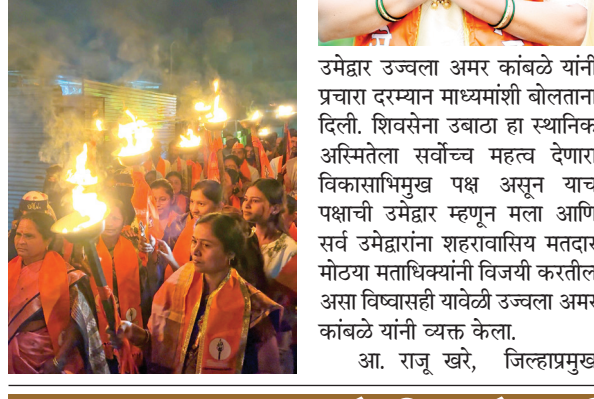 उमेद्वार उज्वला अमर कांबळे यांनी
प्रचारा दरम्यान माध्यमांशी बोलताना
दिली. शिवसेना उबाठा हा स्थानिक
अस्मितेला सर्वोच्च महत्व देणारा
विकासाभिमुख पक्ष असून याच
पक्षाची उमेद्वार म्हणून मला आणि
सर्व उमेद्वारांना शहरावासिय मतदार
मोठया मताधिक्यांनी विजयी करतील
असा विष्वासही यावेळी उज्वला अमर
कांबळे यांनी व्यक्त केला.
आ. राजू खरे, जिल्हाप्रमुख